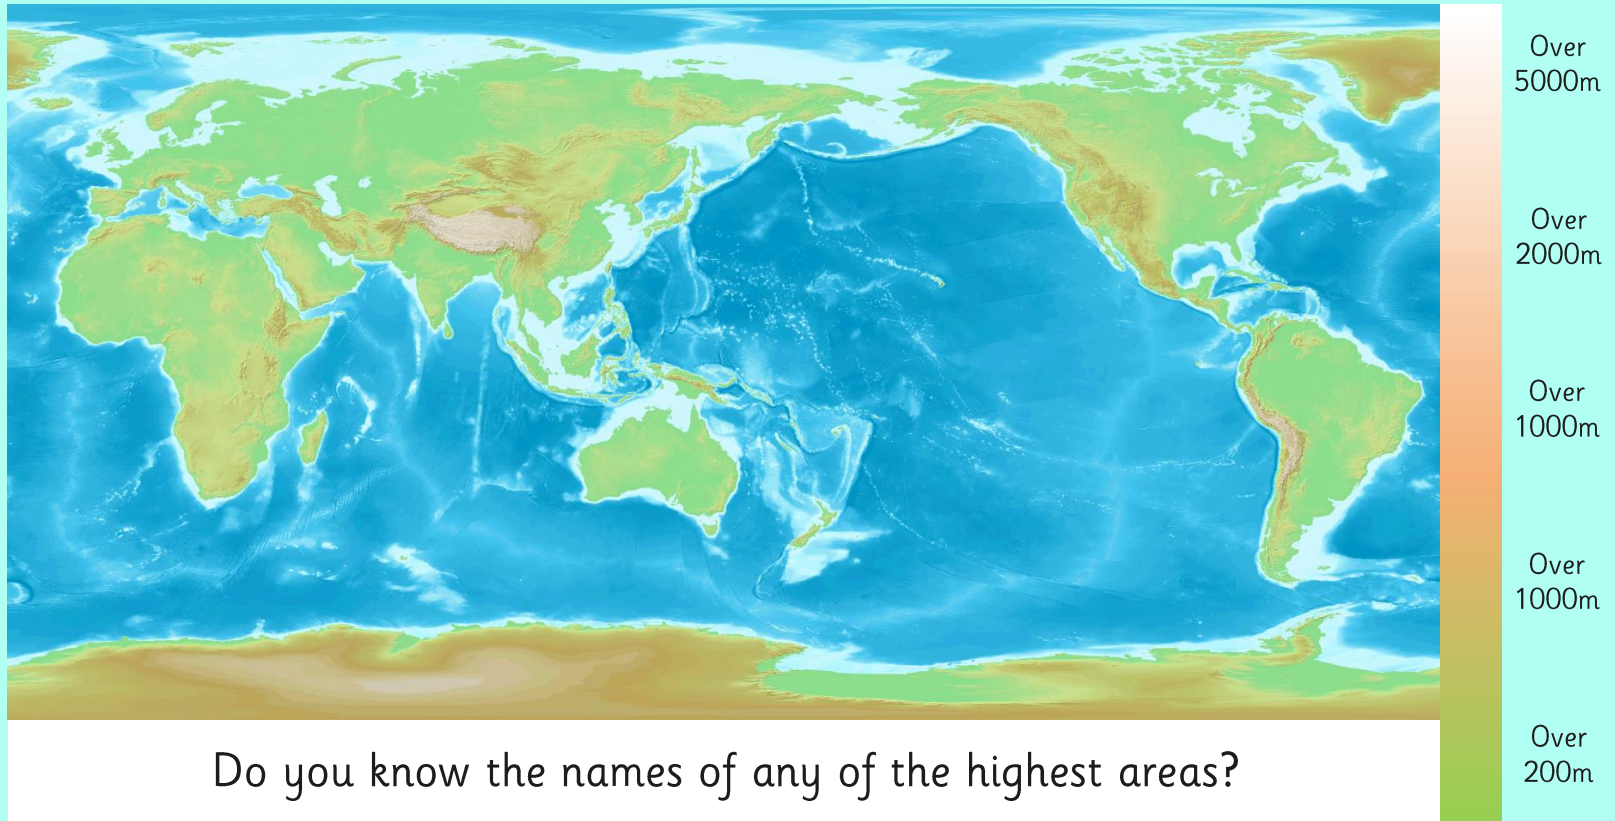 Over
5000m
Over
2000m
Over
1000m
Over
1000m
Over
200m
Do you know the names of any of the highest areas?